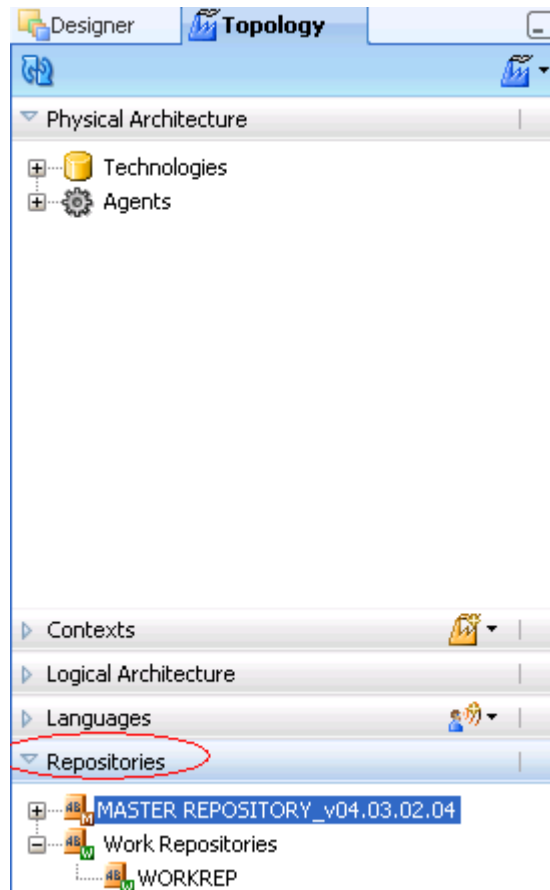 Designer Topology
Physical Architecture
Technologies
Agents
Contexts
Logical Architecture
Languages
Repositories
MASTER REPOSITORY_v04.03.02.04
Work Repositories
WORKREP